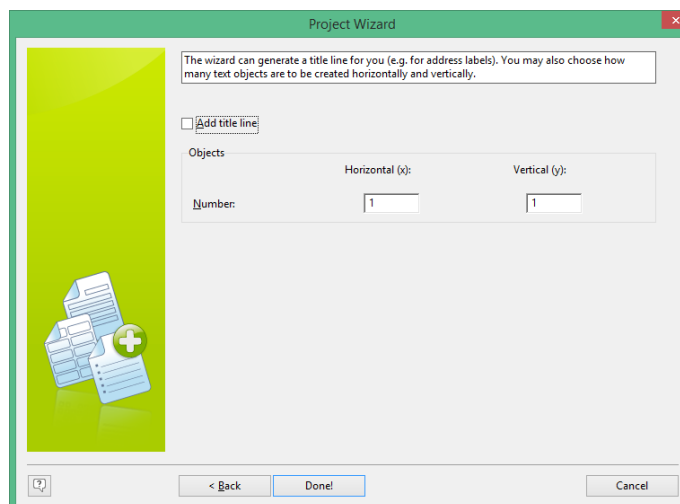 Project Wizard
The wizard can generate a title line for you (e.g. for address labels). You may also choose how
many text objects are to be created horizontally and vertically.
Add title line
Objects
Horizontal (x): Vertical (y):
Number: 1 1
< Back Done! Cancel